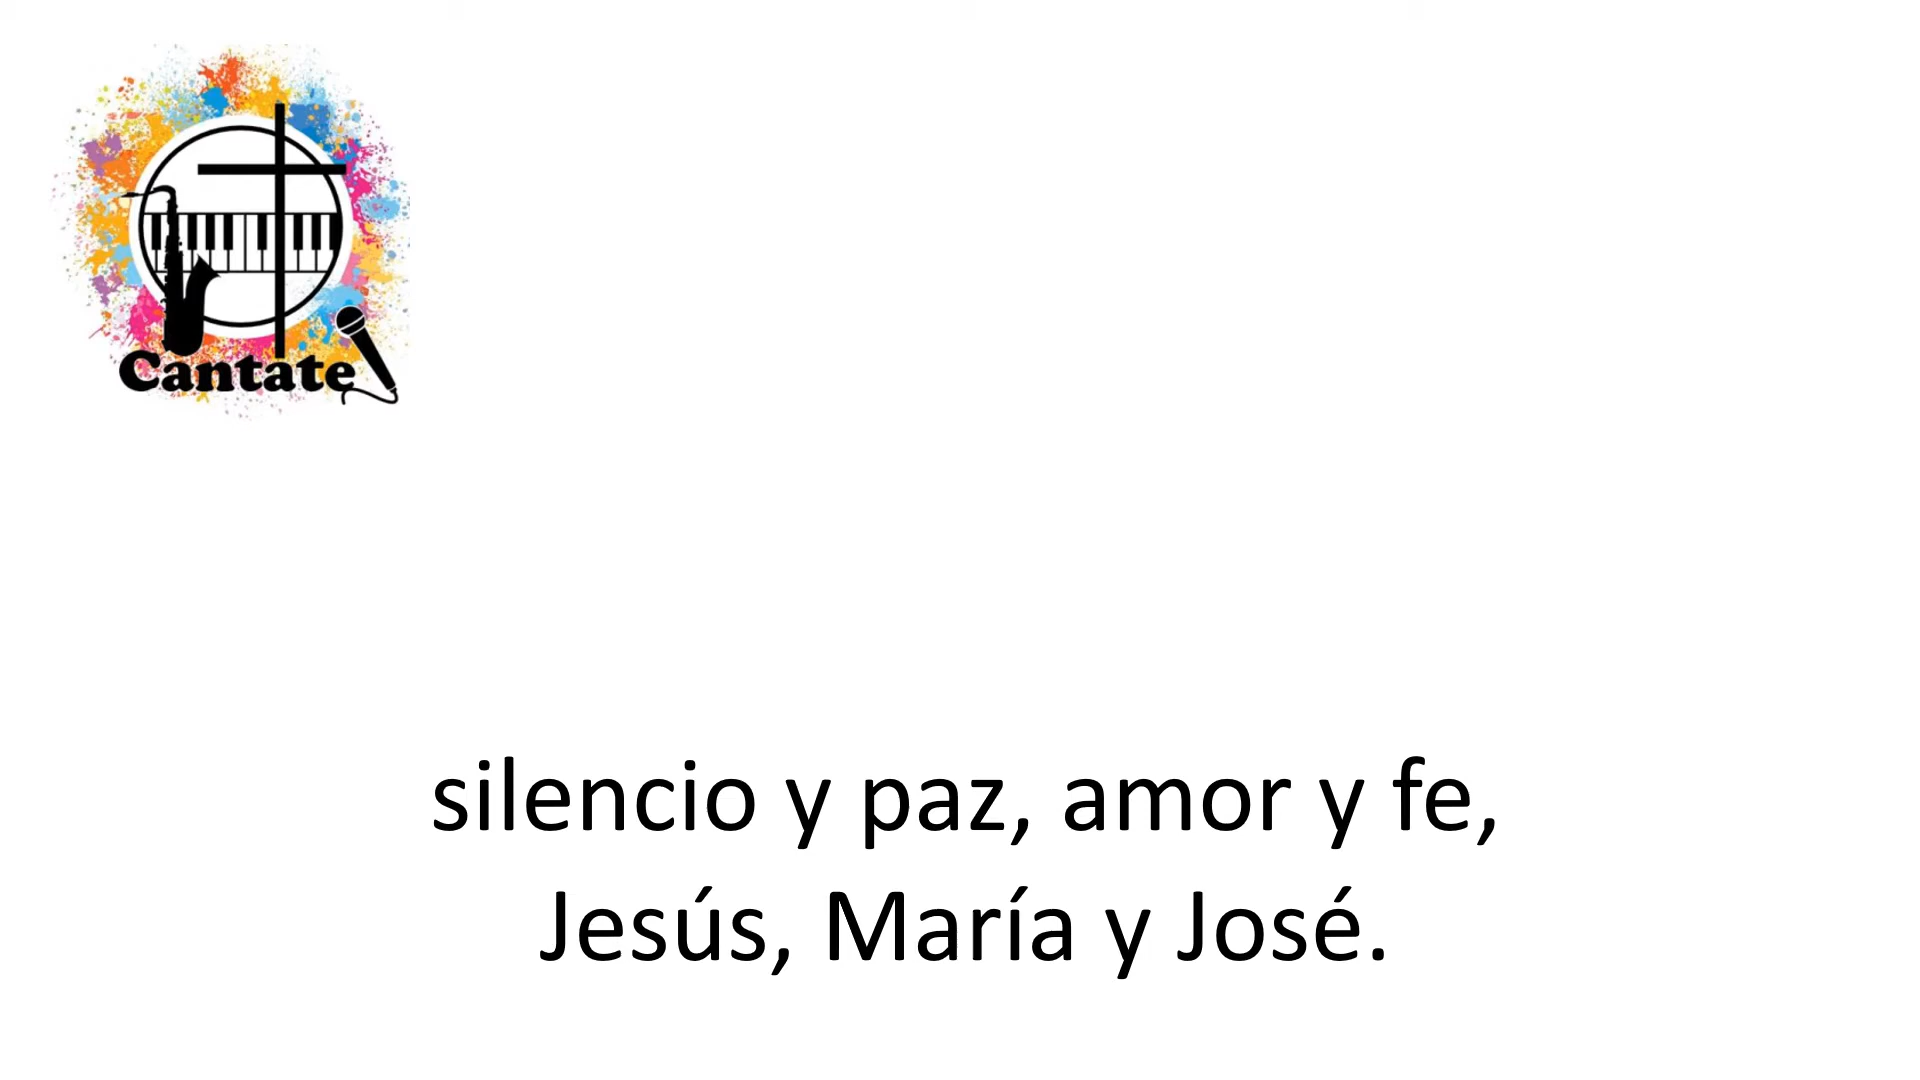 Cantate
silencio y paz, amor y fe,
Jesús, María y José.